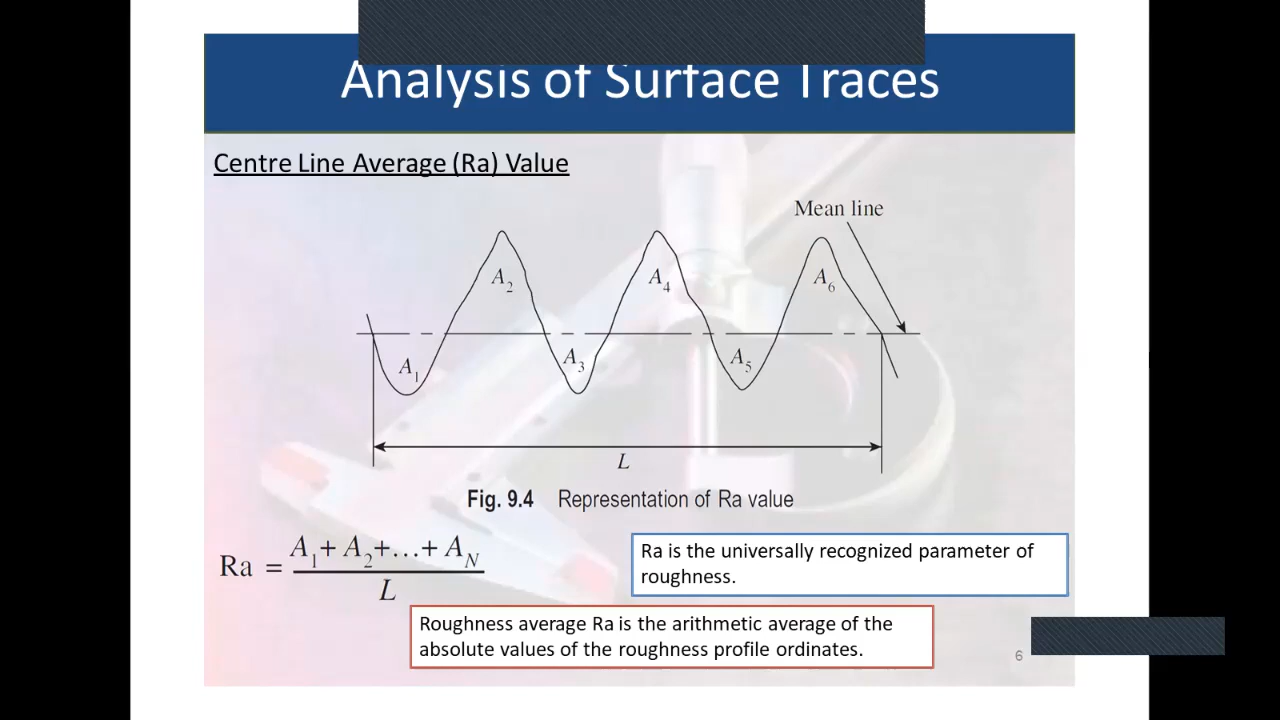 Analysis of Surface Traces
Centre Line Average (Ra) Value
Mean line
A2
A4
A6
A1
A3
A5
L
Fig. 9.4 Representation of Ra value
Ra = A1 + A2 +...+ AN
L
Ra is the universally recognized parameter of
roughness.
Roughness average Ra is the arithmetic average of the
absolute values of the roughness profile ordinates.
6